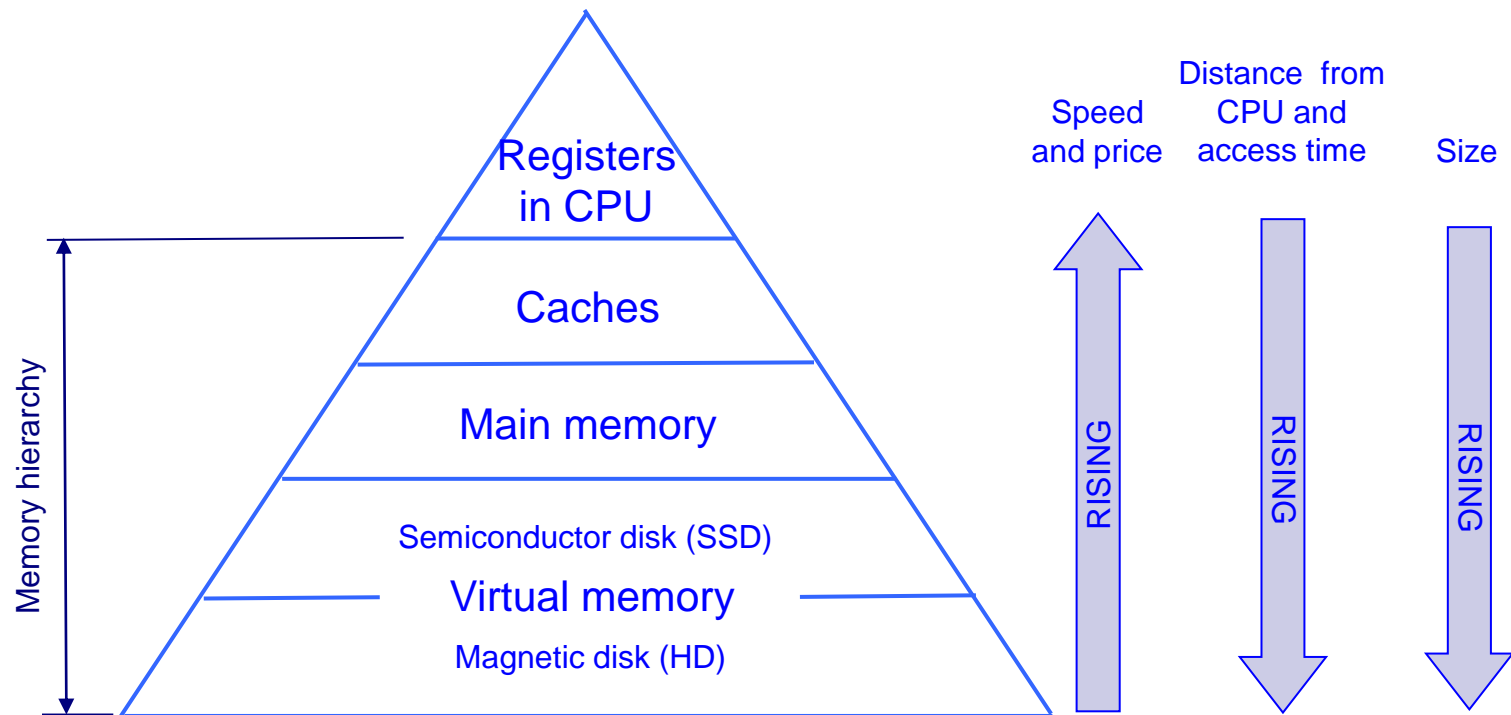 Registers
in CPU
Caches
Main memory
Semiconductor disk (SSD)
Virtual memory
Magnetic disk (HD)
Memory hierarchy
Speed
and price
Distance from
CPU and
access time
Size
RISING
RISING
RISING